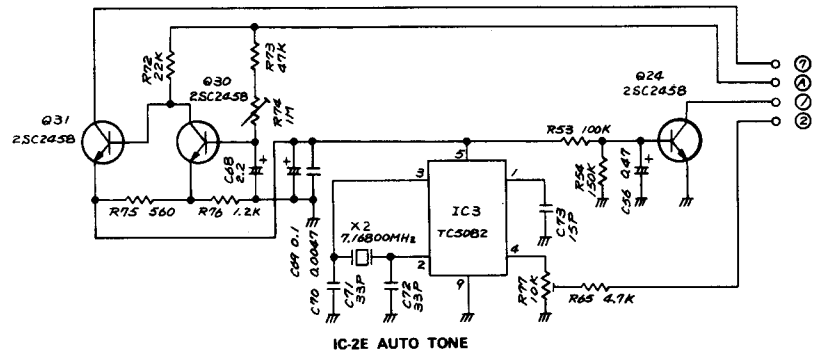 R72
22K
R73
47K
Q30
2SC2458
R74
1M
Q31
2SC2458
C68
2.2
+
+
R75 560
R76 1.2K
C69 0.1
0.0047
C70
X2
7.16800MHz
C71
33P
C72
33P
3
5
1
IC3
TC5082
2
4
9
C73
15P
R77
10K
R65 4.7K
R53 100K
R54
150K
C56 0.47
+
Q24
2SC2458
7
A
1
2
IC-2E AUTO TONE